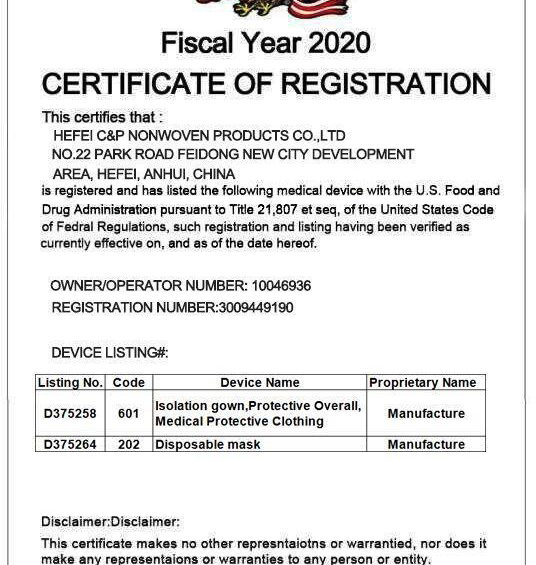 Fiscal Year 2020
CERTIFICATE OF REGISTRATION
This certifies that :
HEFEI C&P NONWOVEN PRODUCTS CO.,LTD
NO.22 PARK ROAD FEIDONG NEW CITY DEVELOPMENT
AREA, HEFEI, ANHUI, CHINA
is registered and has listed the following medical device with the U.S. Food and
Drug Administration pursuant to Title 21,807 et seq, of the United States Code
of Fedral Regulations, such registration and listing having been verified as
currently effective on, and as of the date hereof.
OWNER/OPERATOR NUMBER: 10046936
REGISTRATION NUMBER:3009449190
DEVICE LISTING#:
Listing No. Code Device Name Proprietary Name
D375258 601 Isolation gown,Protective Overall, Manufacture
Medical Protective Clothing
D375264 202 Disposable mask Manufacture
Disclaimer:Disclaimer:
This certificate makes no other represntaiotns or warrantied, nor does it
make any representaions or warranties to any person or entity.